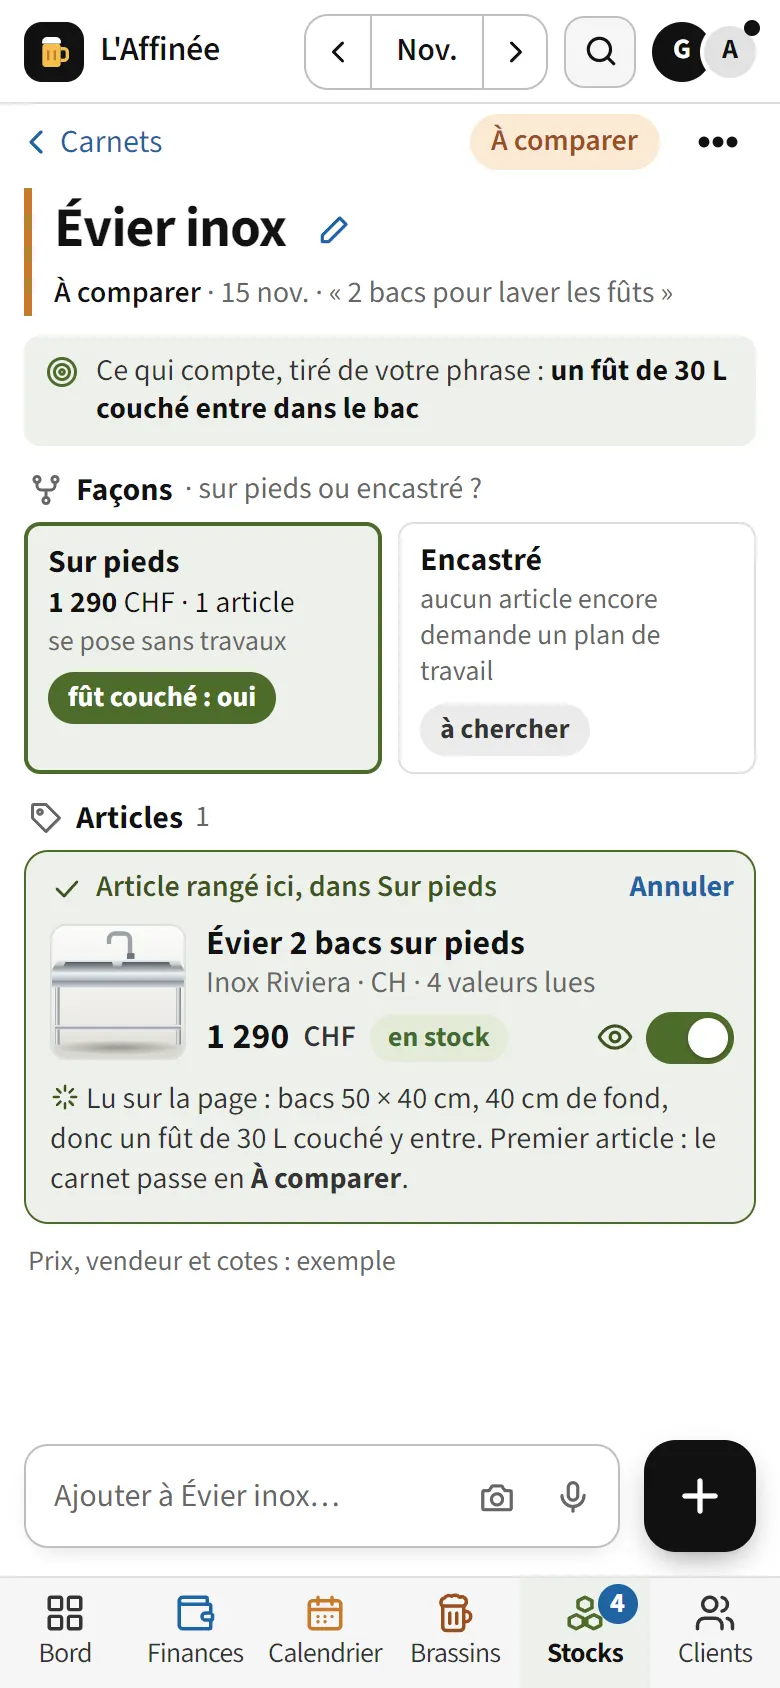 L'Affinée
Nov.
G
A
Carnets
À comparer
Évier inox
À comparer · 15 nov. · « 2 bacs pour laver les fûts »
Ce qui compte, tiré de votre phrase : un fût de 30 L
couché entre dans le bac
Façons · sur pieds ou encastré ?
Sur pieds
1 290 CHF · 1 article
se pose sans travaux
fût couché : oui
Encastré
aucun article encore
demande un plan de
travail
à chercher
Articles 1
Article rangé ici, dans Sur pieds
Annuler
Évier 2 bacs sur pieds
Inox Riviera · CH · 4 valeurs lues
1 290 CHF
en stock
Lu sur la page : bacs 50 × 40 cm, 40 cm de fond,
donc un fût de 30 L couché y entre. Premier article : le
carnet passe en À comparer.
Prix, vendeur et cotes : exemple
Ajouter à Évier inox…
4
Bord
Finances
Calendrier
Brassins
Stocks
Clients